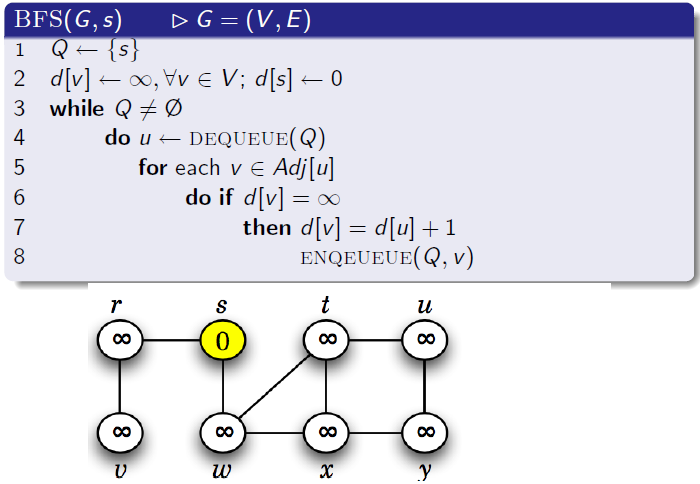 BFS(G, s) ▷ G = (V, E)
1 Q ← {s}
2 d[v] ← ∞, ∀v ∈ V; d[s] ← 0
3 while Q ≠ Ø
4 do u ← DEQUEUE(Q)
5 for each v ∈ Adj[u]
6 do if d[v] = ∞
7 then d[v] = d[u] + 1
8 ENQEUEUE(Q, v)
r s t u
∞ 0 ∞ ∞
∞ ∞ ∞ ∞
v w x y